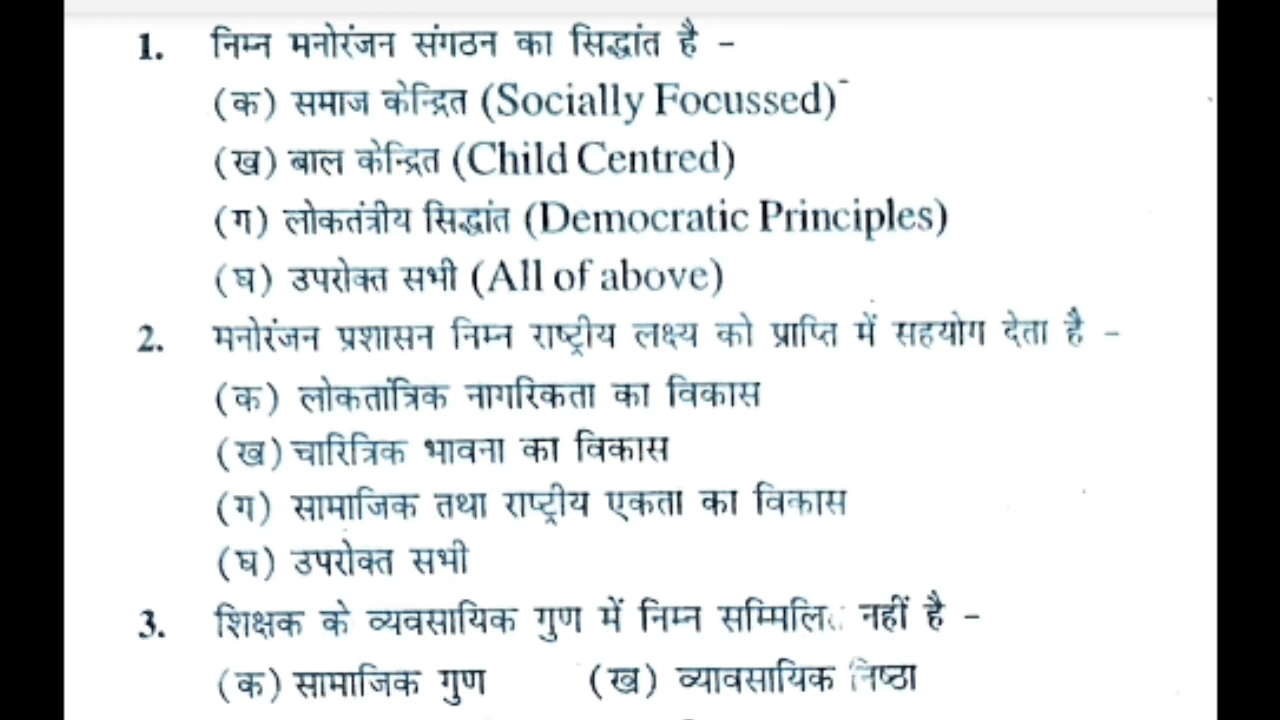 1. निम्न मनोरंजन संगठन का सिद्धांत है -
(क) समाज केन्द्रित (Socially Focussed)
(ख) बाल केन्द्रित (Child Centred)
(ग) लोकतंत्रीय सिद्धांत (Democratic Principles)
(घ) उपरोक्त सभी (All of above)
2. मनोरंजन प्रशासन निम्न राष्ट्रीय लक्ष्य को प्राप्ति में सहयोग देता है -
(क) लोकतांत्रिक नागरिकता का विकास
(ख) चारित्रिक भावना का विकास
(ग) सामाजिक तथा राष्ट्रीय एकता का विकास
(घ) उपरोक्त सभी
3. शिक्षक के व्यवसायिक गुण में निम्न नहीं है -
(क) सामाजिक गुण (ख) व्यावसायिक निष्ठा